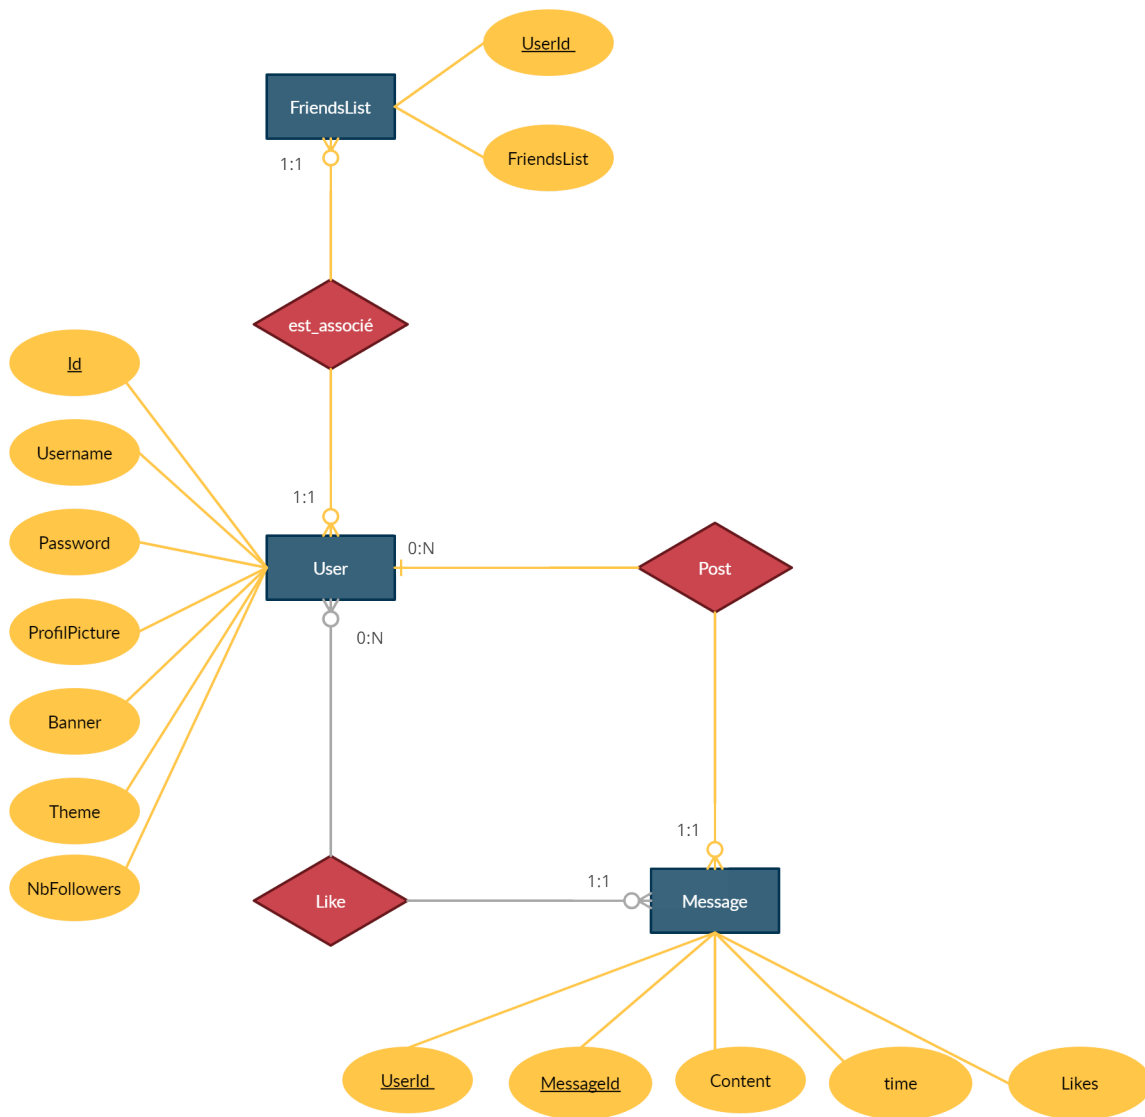 UserId
FriendsList
FriendsList
1:1
est_associé
Id
Username
1:1
Password
0:N
User
Post
ProfilPicture
0:N
Banner
Theme
1:1
NbFollowers
1:1
Like
Message
UserId
MessageId
Content
time
Likes